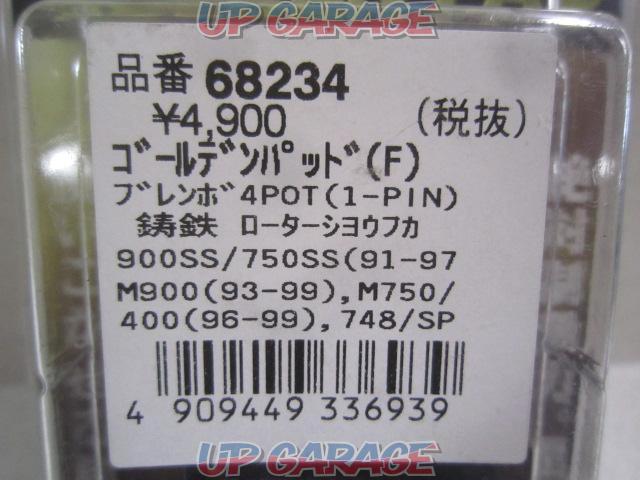 UP GARAGE
品番 68234
¥4,900 (税抜)
ｺﾞｰﾙﾃﾞﾝﾊﾟｯﾄﾞ(F)
ﾌﾞﾚﾝﾎﾞ4POT(1-PIN)
鋳鉄 ﾛｰﾀｰｼﾖｳﾌｶ
900SS/750SS(91-97
M900(93-99),M750/
400(96-99),748/SP
4 909449 336939
UP GARAGE